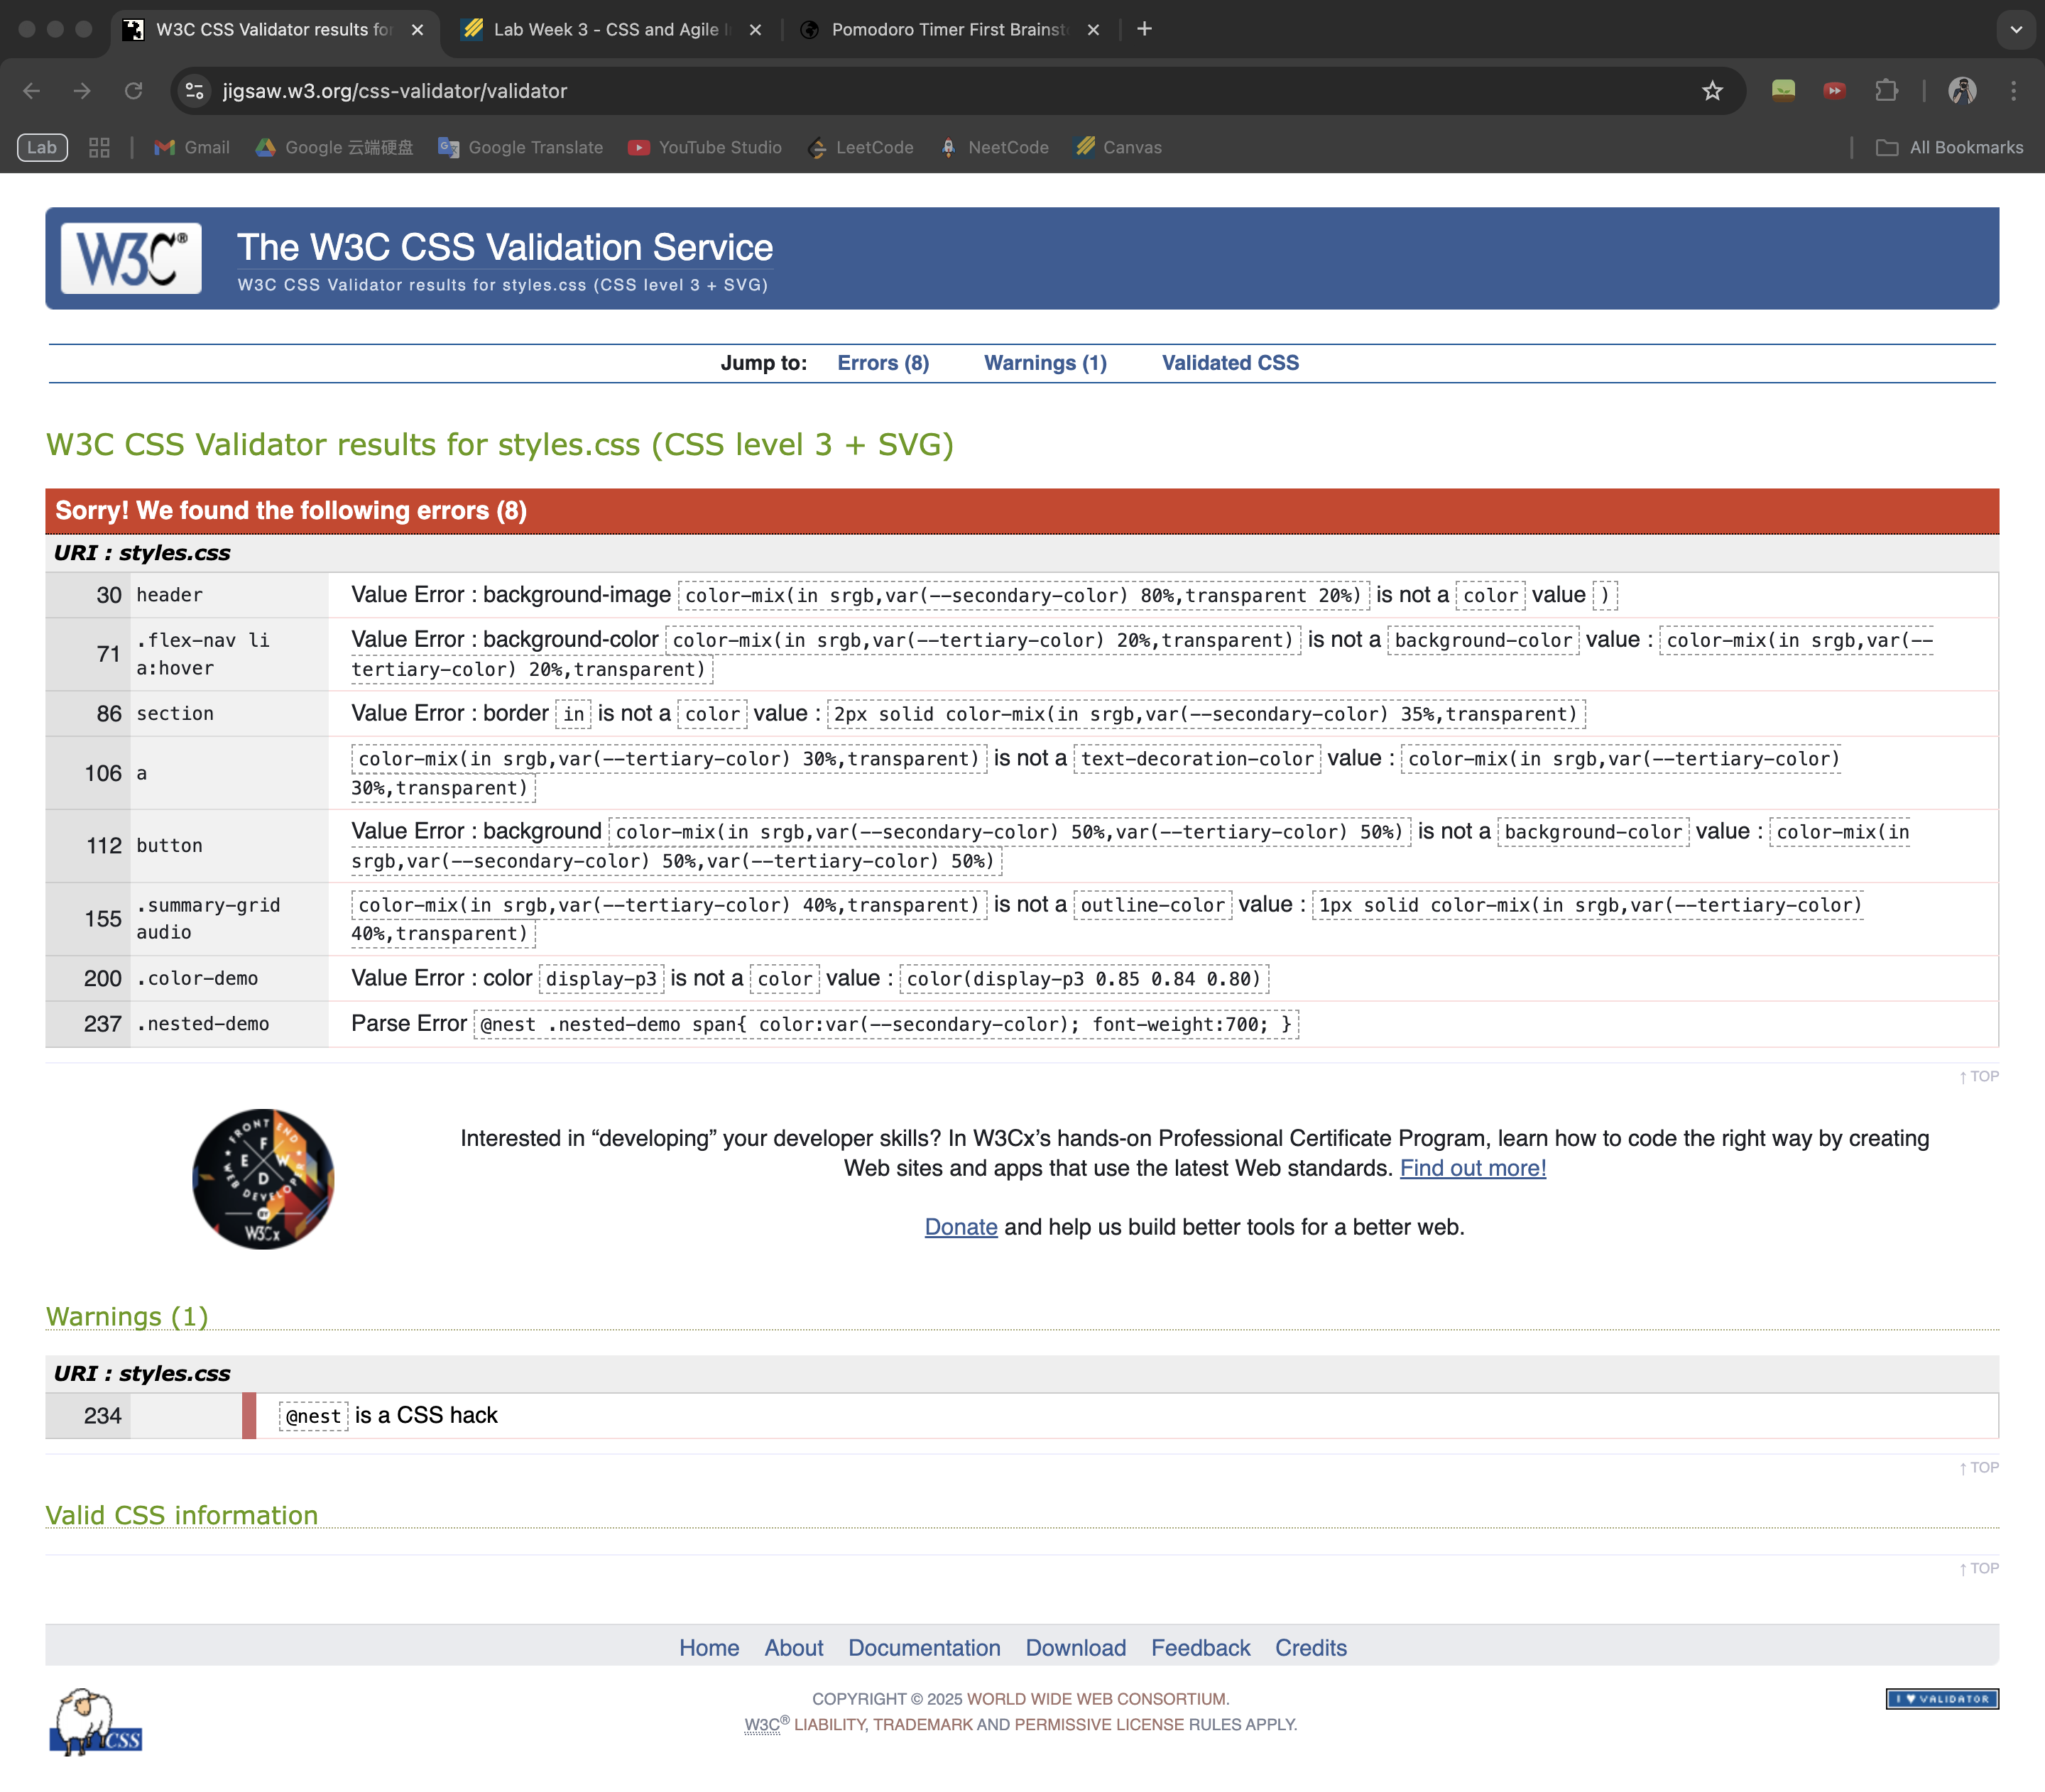 W3C CSS Validator results for
Lab Week 3 - CSS and Agile
Pomodoro Timer First Brainst
jigsaw.w3.org/css-validator/validator
Lab
Gmail
Google 云端硬盘
Google Translate
YouTube Studio
LeetCode
NeetCode
Canvas
All Bookmarks
W3C®
The W3C CSS Validation Service
W3C CSS Validator results for styles.css (CSS level 3 + SVG)
Jump to: Errors (8) Warnings (1) Validated CSS
W3C CSS Validator results for styles.css (CSS level 3 + SVG)
Sorry! We found the following errors (8)
URI : styles.css
30 header Value Error : background-image color-mix(in srgb,var(--secondary-color) 80%,transparent 20%) is not a color value )
71 .flex-nav li a:hover Value Error : background-color color-mix(in srgb,var(--tertiary-color) 20%,transparent) is not a background-color value : color-mix(in srgb,var(--
tertiary-color) 20%,transparent)
86 section Value Error : border in is not a color value : 2px solid color-mix(in srgb,var(--secondary-color) 35%,transparent)
106 a color-mix(in srgb,var(--tertiary-color) 30%,transparent) is not a text-decoration-color value : color-mix(in srgb,var(--tertiary-color)
30%,transparent)
112 button Value Error : background color-mix(in srgb,var(--secondary-color) 50%,var(--tertiary-color) 50%) is not a background-color value : color-mix(in
srgb,var(--secondary-color) 50%,var(--tertiary-color) 50%)
155 .summary-grid audio color-mix(in srgb,var(--tertiary-color) 40%,transparent) is not a outline-color value : 1px solid color-mix(in srgb,var(--tertiary-color)
40%,transparent)
200 .color-demo Value Error : color display-p3 is not a color value : color(display-p3 0.85 0.84 0.80)
237 .nested-demo Parse Error @nest .nested-demo span{ color:var(--secondary-color); font-weight:700; }
↑ TOP
FRONT END WEB DEVELOPER
F E W D
BY
W3Cx
Interested in “developing” your developer skills? In W3Cx’s hands-on Professional Certificate Program, learn how to code the right way by creating
Web sites and apps that use the latest Web standards. Find out more!
Donate and help us build better tools for a better web.
Warnings (1)
URI : styles.css
234 @nest is a CSS hack
↑ TOP
Valid CSS information
↑ TOP
Home About Documentation Download Feedback Credits
CSS
COPYRIGHT © 2025 WORLD WIDE WEB CONSORTIUM.
W3C® LIABILITY, TRADEMARK AND PERMISSIVE LICENSE RULES APPLY.
I ♥ VALIDATOR